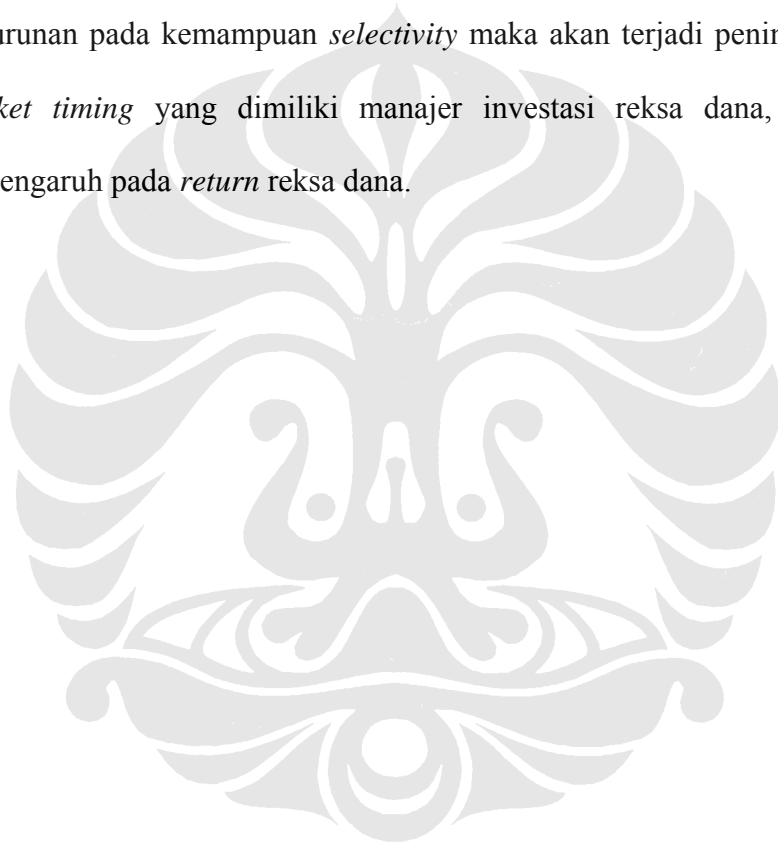 urunan pada kemampuan selectivity maka akan terjadi penin
ket timing yang dimiliki manajer investasi reksa dana,
engaruh pada return reksa dana.